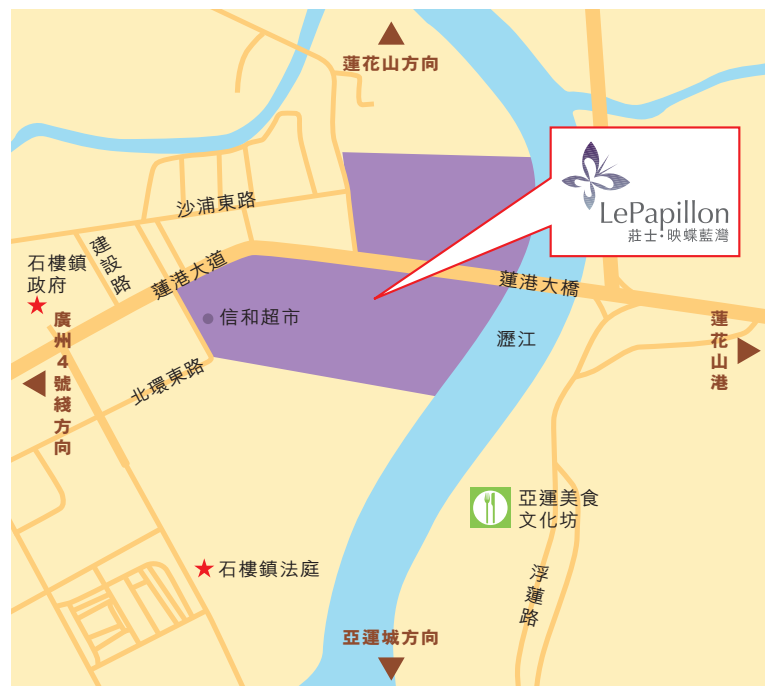 蓮花山方向
LePapillon
莊士·映蝶藍灣
沙浦東路
建設路
石樓鎮
政府
蓮港大道
蓮港大橋
信和超市
廣州4號綫方向
瀝江
蓮花山港
北環東路
亞運美食
文化坊
石樓鎮法庭
浮蓮路
亞運城方向